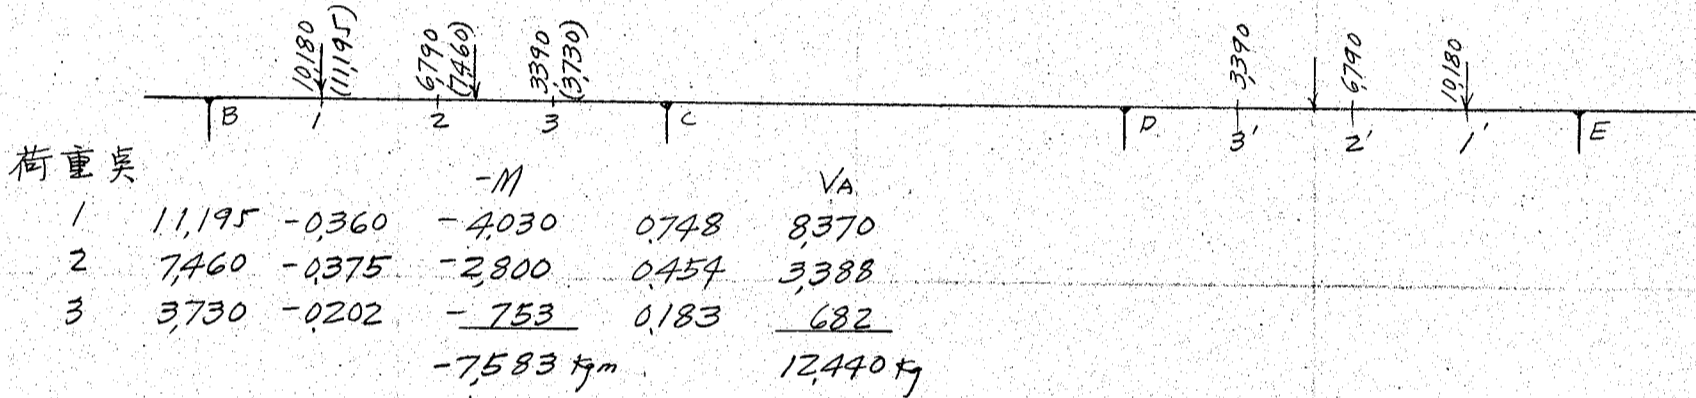 10,180 (11,195) 6,790 (7,460) 3,390 (3,730) 3,390 6,790 10,180
B 1 2 3 C D 3' 2' 1' E
荷重点
-M VA
1 11,195 -0,360 -4,030 0,748 8,370
2 7,460 -0,375 -2,800 0,454 3,388
3 3,730 -0,202 - 753 0,183 682
-7,583 kgm 12,440 kg